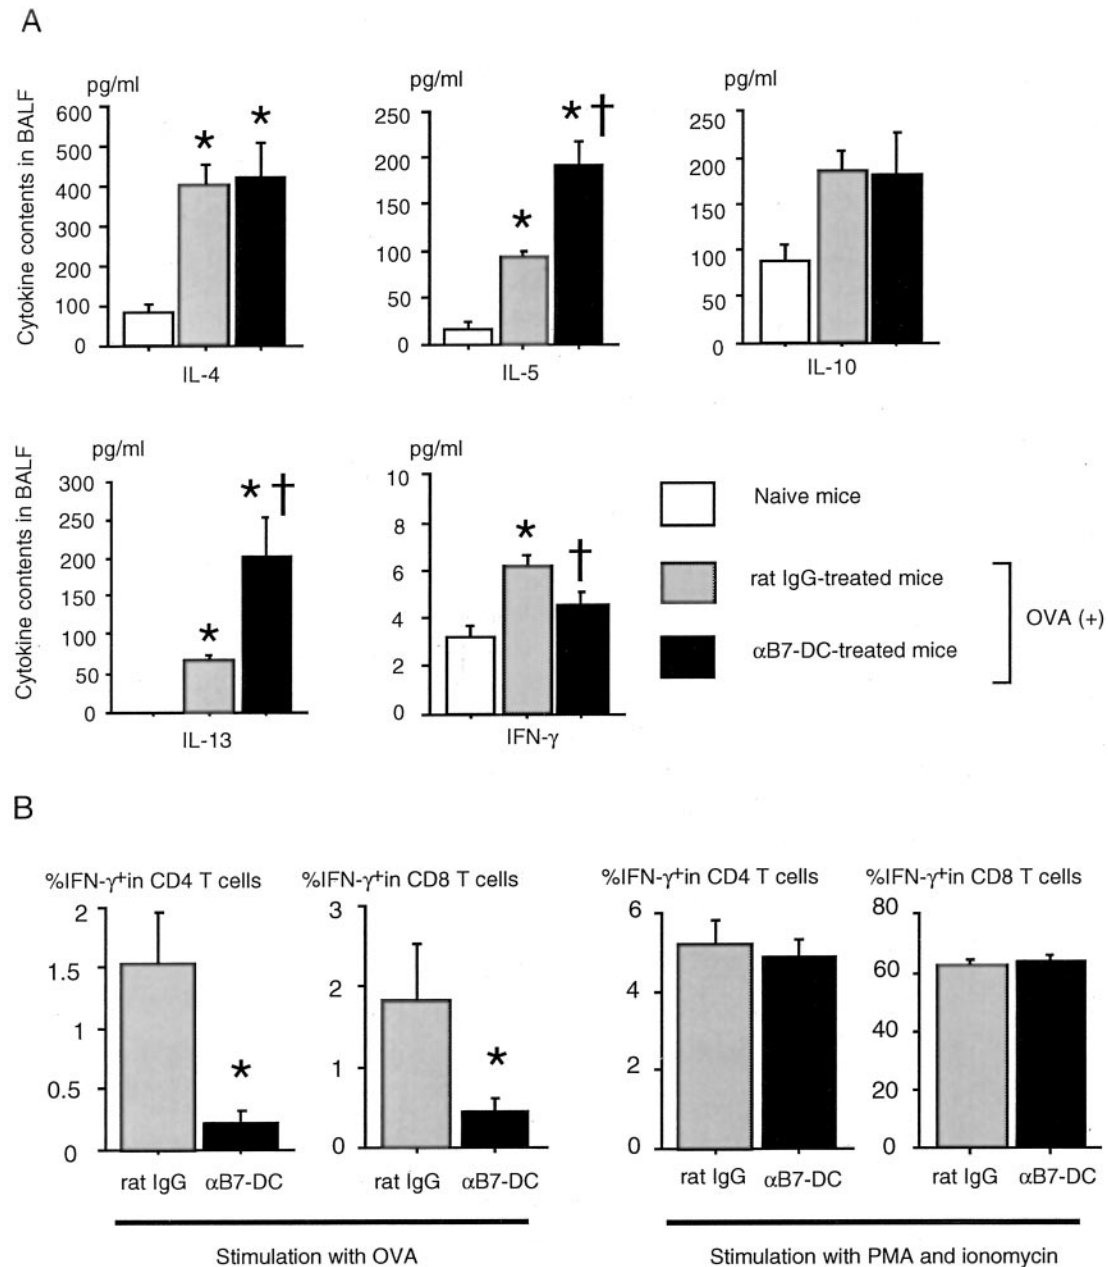 A
pg/ml
pg/ml
pg/ml
Cytokine contents in BALF
600
500
400
300
200
100
0
* *
IL-4
250
200
150
100
50
0
* * †
IL-5
250
200
150
100
50
0
IL-10
pg/ml
pg/ml
Cytokine contents in BALF
300
250
200
150
100
50
0
* * †
IL-13
10
8
6
4
2
0
* †
IFN-γ
Naive mice
rat IgG-treated mice
αB7-DC-treated mice
OVA (+)
B
%IFN-γ+in CD4 T cells
2
1.5
1
0.5
0
*
rat IgG αB7-DC
%IFN-γ+in CD8 T cells
3
2
1
0
*
rat IgG αB7-DC
Stimulation with OVA
%IFN-γ+in CD4 T cells
6
4
2
0
rat IgG αB7-DC
%IFN-γ+in CD8 T cells
80
60
40
20
0
rat IgG αB7-DC
Stimulation with PMA and ionomycin